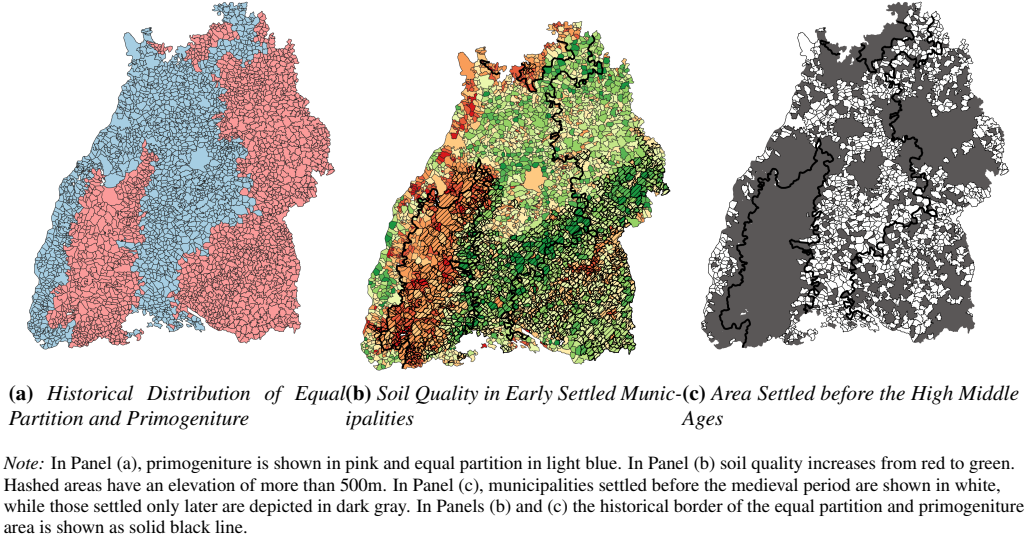 (a) Historical Distribution of Equal
Partition and Primogeniture
(b) Soil Quality in Early Settled Munic-
ipalities
(c) Area Settled before the High Middle
Ages
Note: In Panel (a), primogeniture is shown in pink and equal partition in light blue. In Panel (b) soil quality increases from red to green.
Hashed areas have an elevation of more than 500m. In Panel (c), municipalities settled before the medieval period are shown in white,
while those settled only later are depicted in dark gray. In Panels (b) and (c) the historical border of the equal partition and primogeniture
area is shown as solid black line.